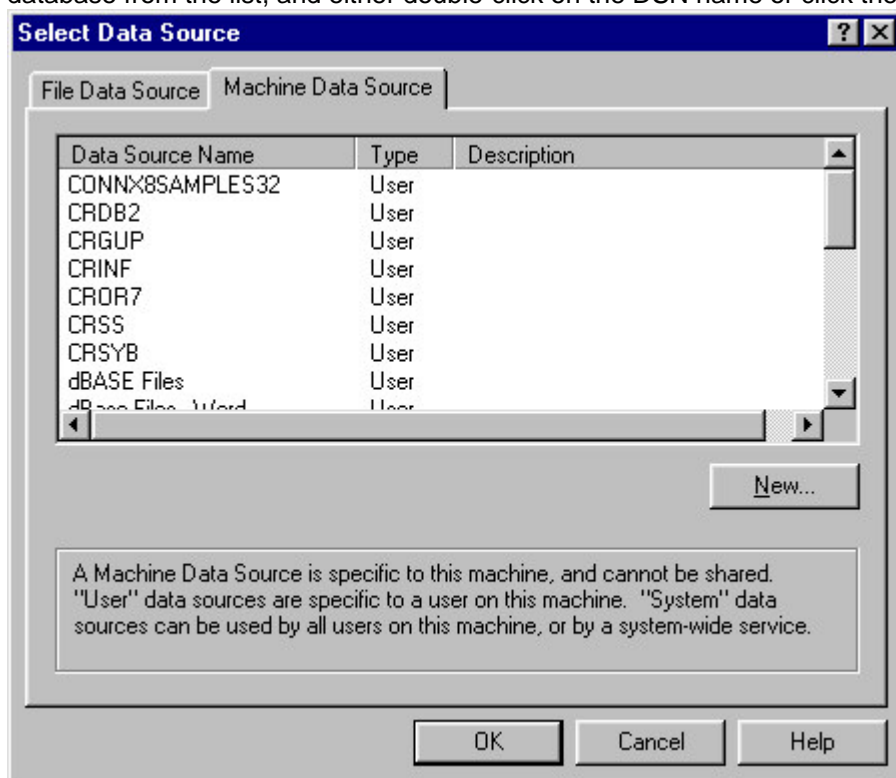 database from the list, and either double-click on the DSN name or click the
Select Data Source
File Data Source Machine Data Source
Data Source Name Type Description
CONNX8SAMPLES32 User
CRDB2 User
CRGUP User
CRINF User
CROR7 User
CRSS User
CRSYB User
dBASE Files User
dBase Files - Word User
New...
A Machine Data Source is specific to this machine, and cannot be shared.
"User" data sources are specific to a user on this machine. "System" data
sources can be used by all users on this machine, or by a system-wide service.
OK Cancel Help